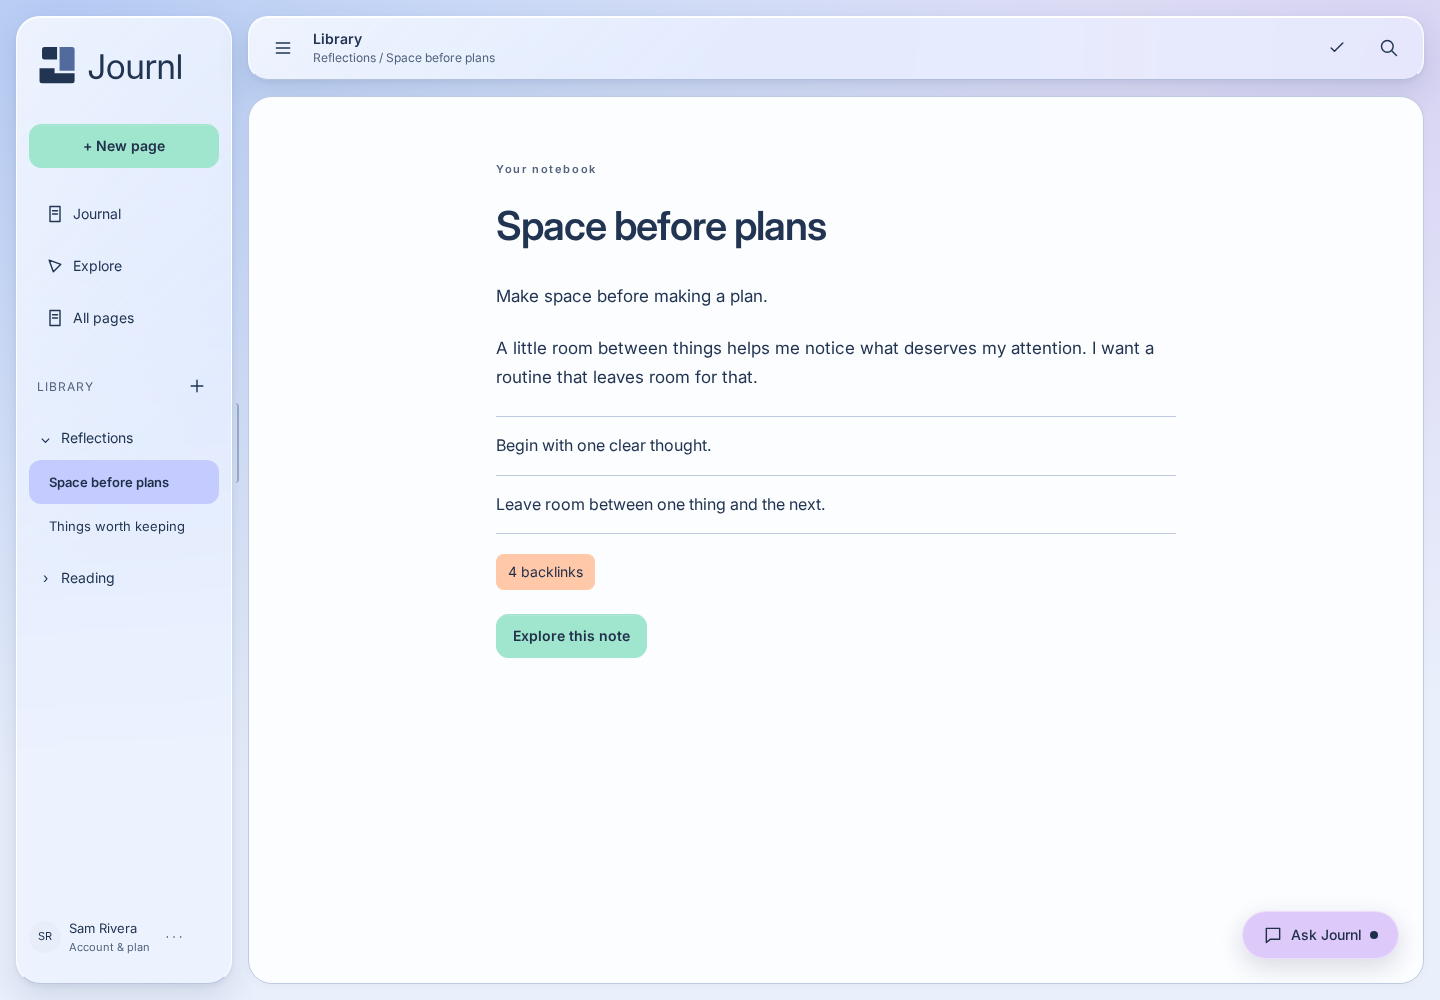 Journl
+ New page
Journal
Explore
All pages
LIBRARY
Reflections
Space before plans
Things worth keeping
Reading
SR
Sam Rivera
Account & plan
Library
Reflections / Space before plans
Your notebook
Space before plans
Make space before making a plan.
A little room between things helps me notice what deserves my attention. I want a
routine that leaves room for that.
Begin with one clear thought.
Leave room between one thing and the next.
4 backlinks
Explore this note
Ask Journl